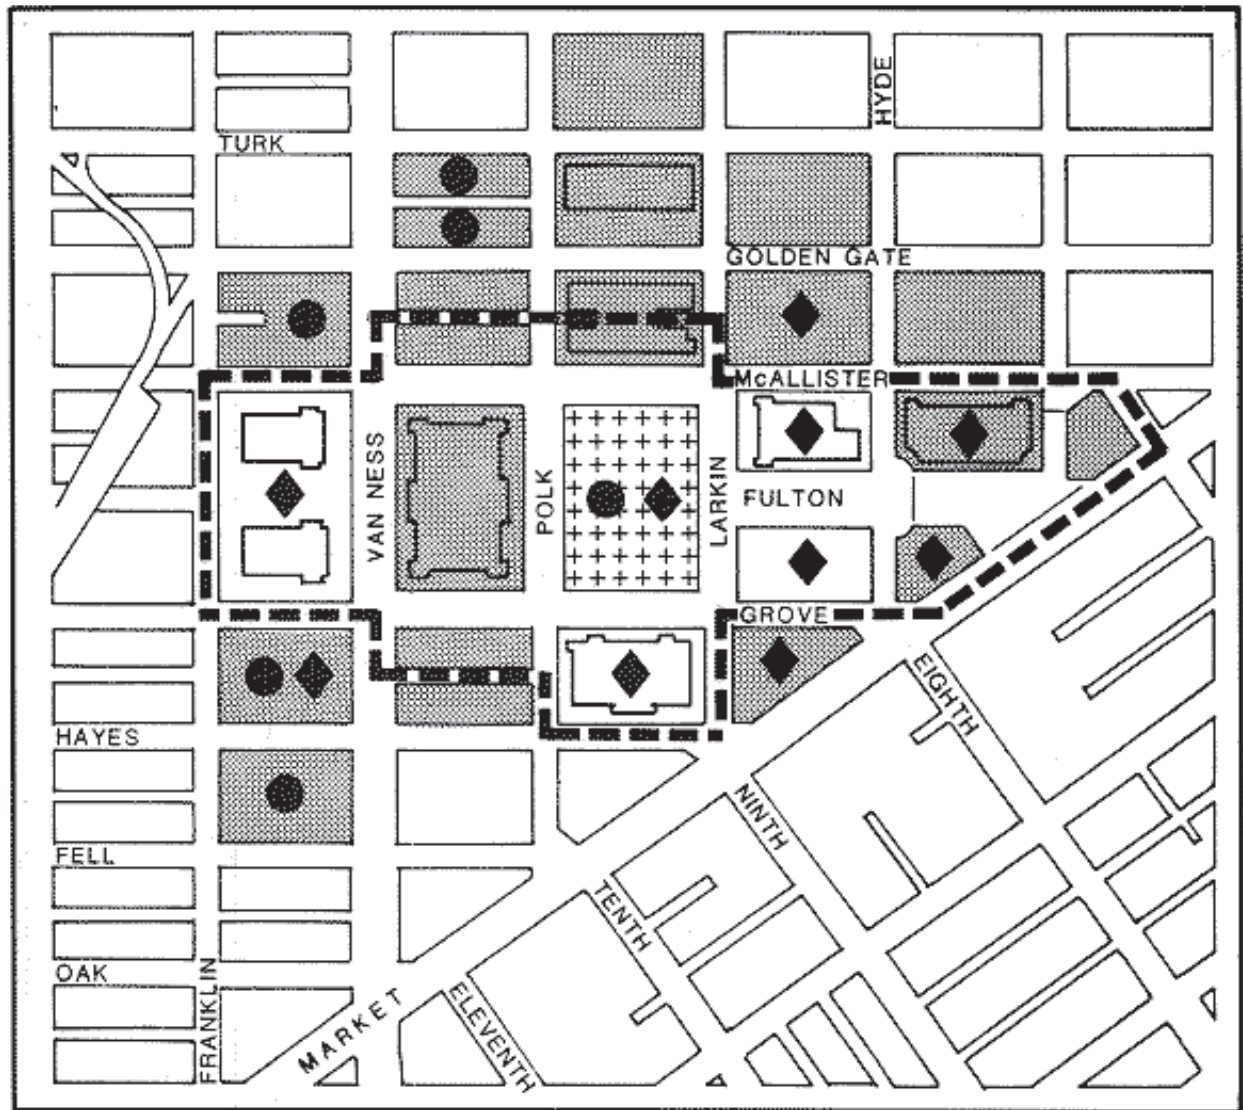 HYDE
TURK
GOLDEN GATE
McALLISTER
VAN NESS
POLK
LARKIN
FULTON
GROVE
EIGHTH
HAYES
NINTH
FELL
TENTH
OAK
FRANKLIN
MARKET
ELEVENTH